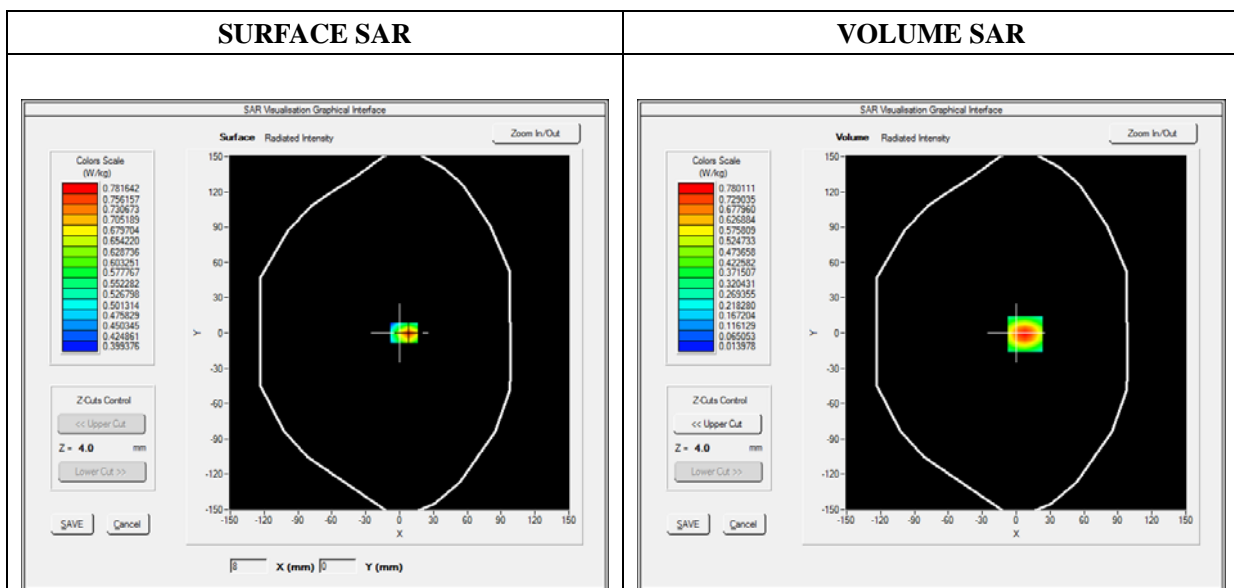 SURFACE SAR
VOLUME SAR
SAR Visualisation Graphical Interface
Surface Radiated Intensity
Zoom In/Out
Colors Scale
(W/kg)
0.781642
0.756157
0.730673
0.705189
0.679704
0.654220
0.628736
0.603251
0.577767
0.552282
0.526798
0.501314
0.475829
0.450345
0.424861
0.399376
Z-Cuts Control
<< Upper Cut
Z = 4.0 mm
Lower Cut >>
SAVE Cancel
150
120
90
60
30
0
-30
-60
-90
-120
-150
Y
-150 -120 -90 -60 -30 0 30 60 90 120 150
X
8 X (mm) 0 Y (mm)
SAR Visualisation Graphical Interface
Volume Radiated Intensity
Zoom In/Out
Colors Scale
(W/kg)
0.780111
0.729035
0.677960
0.626884
0.575809
0.524733
0.473658
0.422582
0.371507
0.320431
0.269355
0.218280
0.167204
0.116129
0.065053
0.013978
Z-Cuts Control
<< Upper Cut
Z = 4.0 mm
Lower Cut >>
SAVE Cancel
150
120
90
60
30
0
-30
-60
-90
-120
-150
Y
-150 -120 -90 -60 -30 0 30 60 90 120 150
X